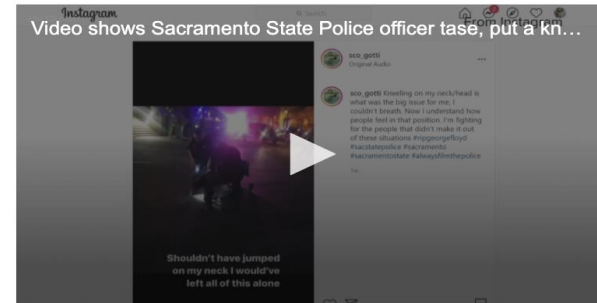 Instagram
Search
From Instagram
Video shows Sacramento State Police officer tase, put a kn…
sco_gotti
Original Audio
sco_gotti Kneeling on my neck/head is
what was the big issue for me, I
couldn't breath. Now I understand how
people feel in that position. I'm fighting
for the people that didn't make it out
of these situations #ripgeorgefloyd
#sacstatepolice #sacramento
#sacramentostate #alwaysfilmthepolice
Shouldn't have jumped
on my neck I would've
left all of this alone